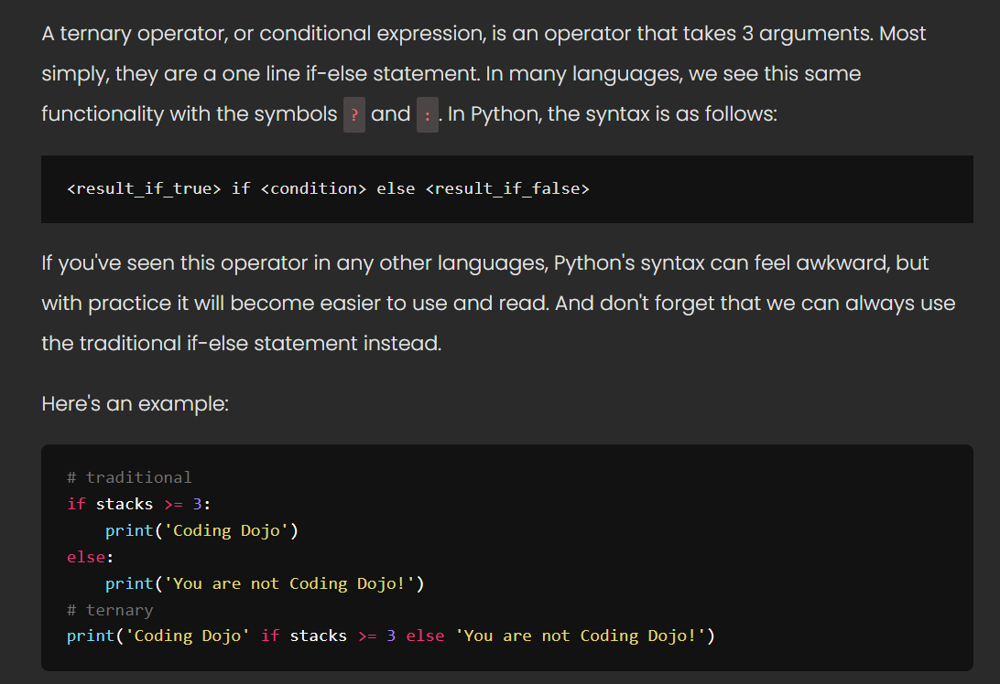 A ternary operator, or conditional expression, is an operator that takes 3 arguments. Most
simply, they are a one line if-else statement. In many languages, we see this same
functionality with the symbols ? and :. In Python, the syntax is as follows:
<result_if_true> if <condition> else <result_if_false>
If you've seen this operator in any other languages, Python's syntax can feel awkward, but
with practice it will become easier to use and read. And don't forget that we can always use
the traditional if-else statement instead.
Here's an example:
# traditional
if stacks >= 3:
    print('Coding Dojo')
else:
    print('You are not Coding Dojo!')
# ternary
print('Coding Dojo' if stacks >= 3 else 'You are not Coding Dojo!')